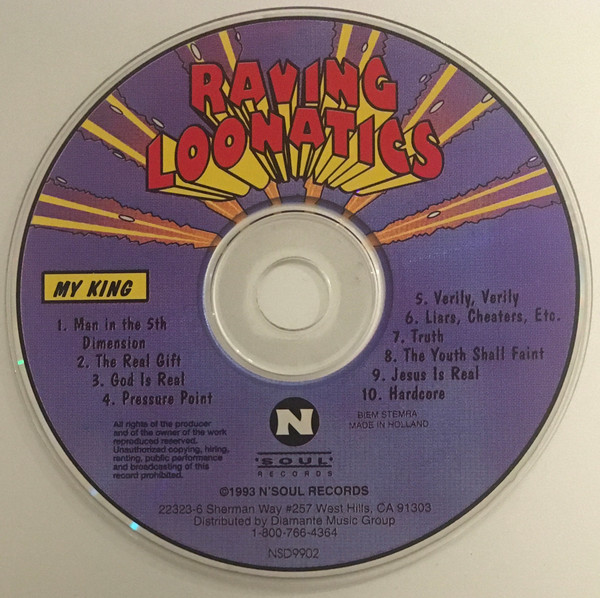 RAVING
LOONATICS
MY KING
1. Man in the 5th
Dimension
2. The Real Gift
3. God Is Real
4. Pressure Point
5. Verily, Verily
6. Liars, Cheaters, Etc.
7. Truth
8. The Youth Shall Faint
9. Jesus Is Real
10. Hardcore
All rights of the producer
and of the owner of the work
reproduced reserved.
Unauthorized copying, hiring,
renting, public performance
and broadcasting of this
record prohibited.
N
'SOUL'
RECORDS
BIEM STEMRA
MADE IN HOLLAND
©1993 N'SOUL RECORDS
22323-6 Sherman Way #257 West Hills, CA 91303
Distributed by Diamante Music Group
1-800-766-4364
NSD9902